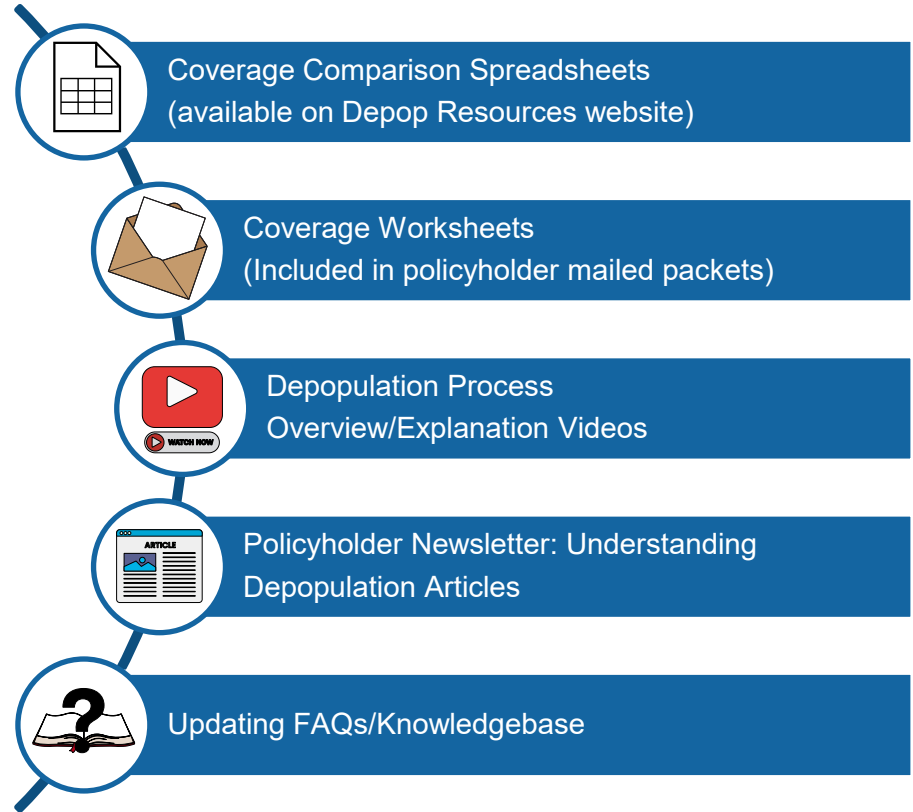 Coverage Comparison Spreadsheets
(available on Depop Resources website)
Coverage Worksheets
(Included in policyholder mailed packets)
Depopulation Process
Overview/Explanation Videos
WATCH NOW
ARTICLE
Policyholder Newsletter: Understanding
Depopulation Articles
?
Updating FAQs/Knowledgebase